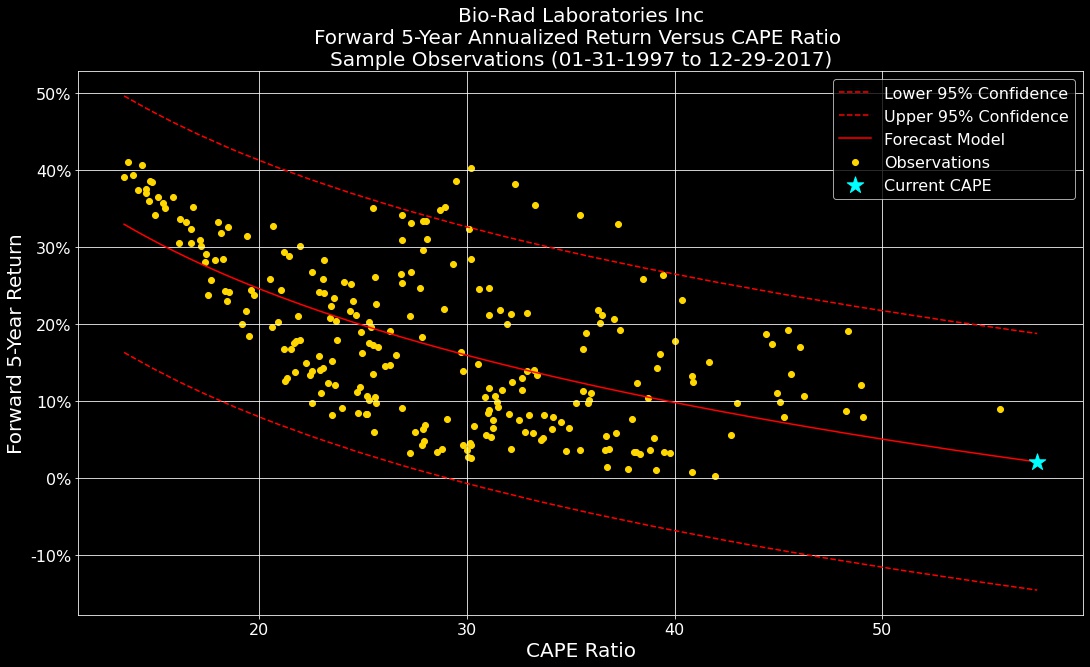 Bio-Rad Laboratories Inc
Forward 5-Year Annualized Return Versus CAPE Ratio
Sample Observations (01-31-1997 to 12-29-2017)
Lower 95% Confidence
Upper 95% Confidence
Forecast Model
Observations
Current CAPE
Forward 5-Year Return
50%
40%
30%
20%
10%
0%
-10%
20
30
40
50
CAPE Ratio